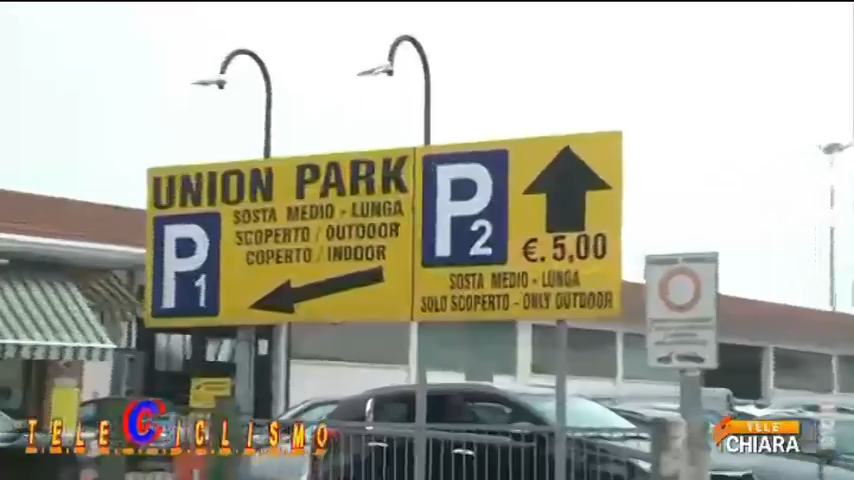 UNION PARK
SOSTA MEDIO - LUNGA
SCOPERTO / OUTDOOR
COPERTO / INDOOR
P1
P2
€. 5,00
SOSTA MEDIO - LUNGA
SOLO SCOPERTO - ONLY OUTDOOR
TELECICLISMO
TELE
CHIARA